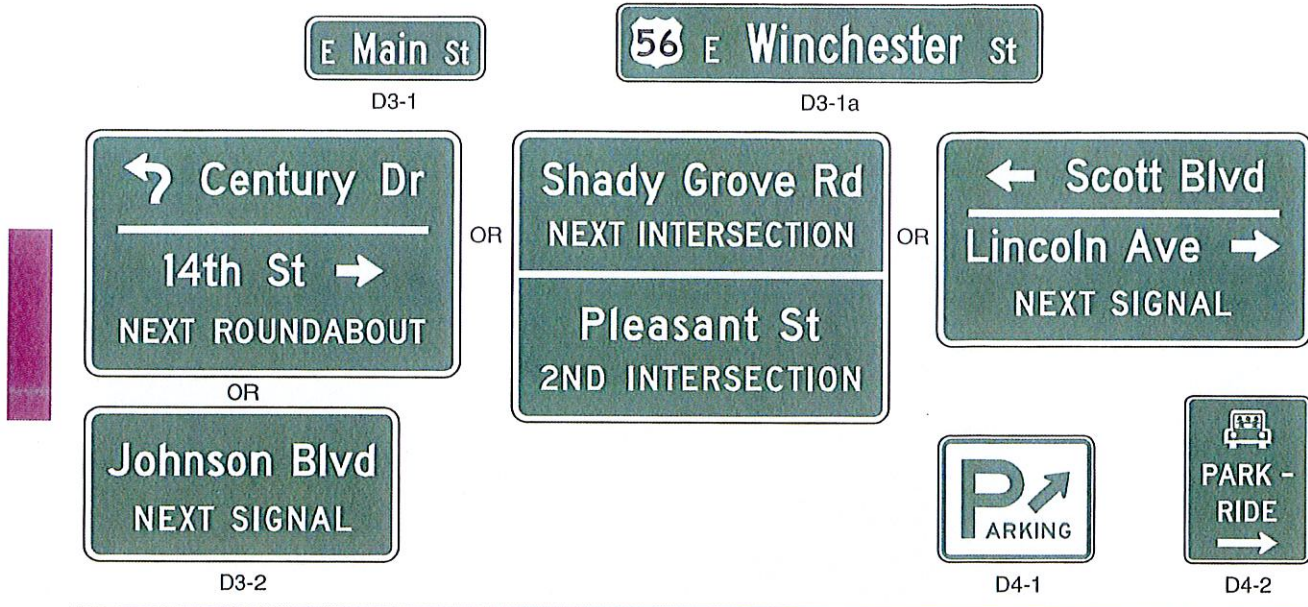 E Main St
D3-1
56 E Winchester St
D3-1a
Century Dr
14th St
NEXT ROUNDABOUT
OR
Shady Grove Rd
NEXT INTERSECTION
Pleasant St
2ND INTERSECTION
OR
Scott Blvd
Lincoln Ave
NEXT SIGNAL
OR
Johnson Blvd
NEXT SIGNAL
D3-2
PARKING
D4-1
PARK -
RIDE
D4-2